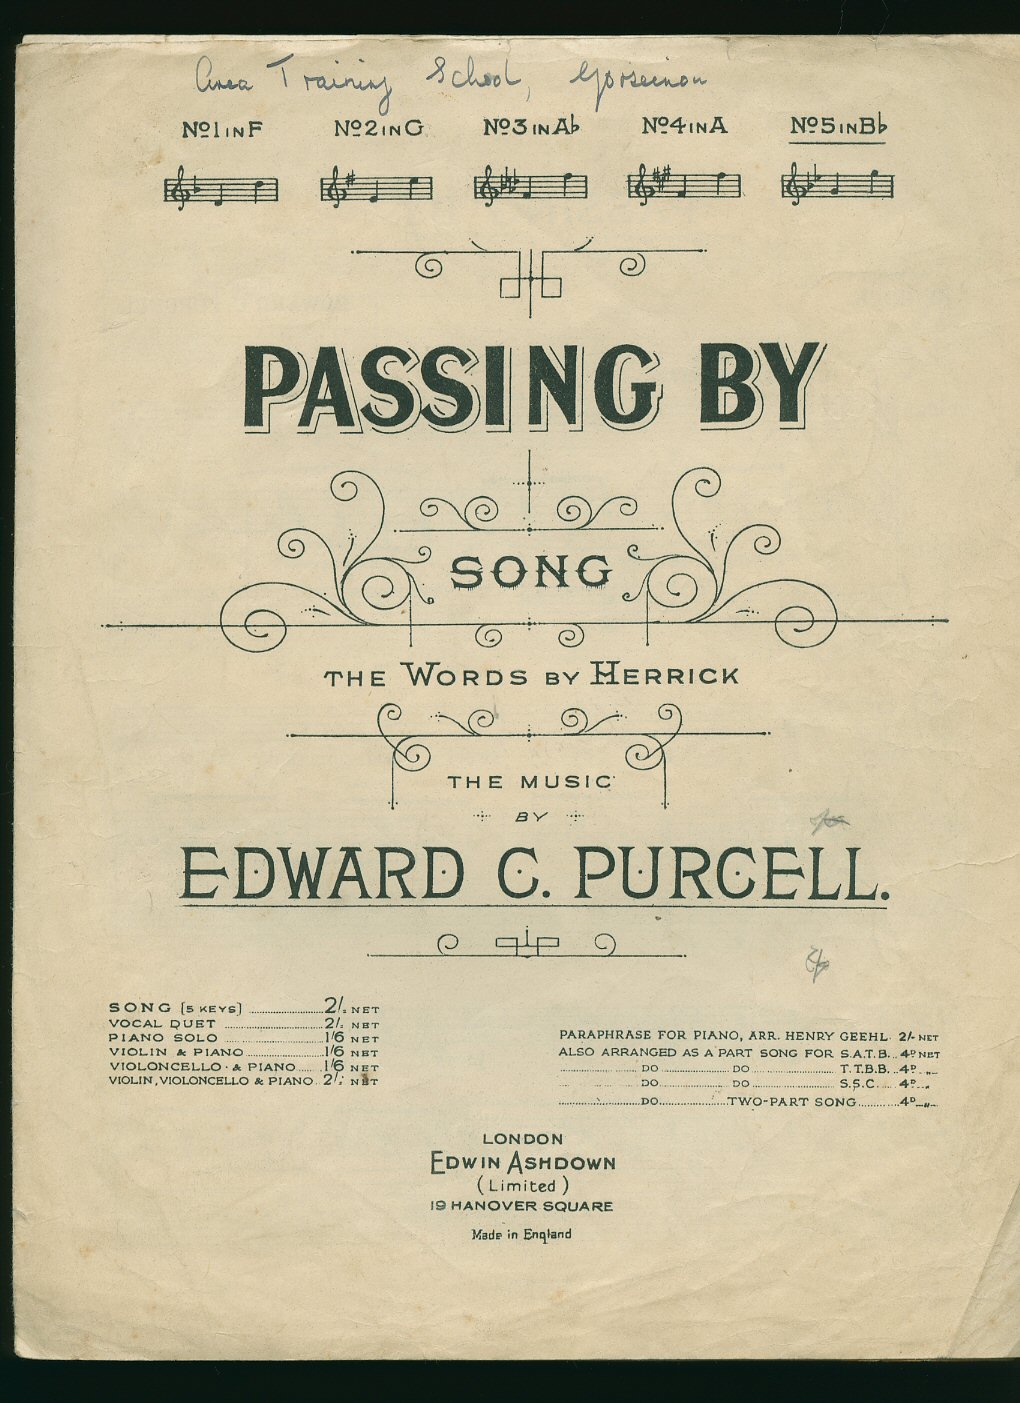 Area Training School, Gorseinon
No1 in F No2 in G No3 in A♭ No4 in A No5 in B♭
PASSING BY
SONG
THE WORDS BY HERRICK
THE MUSIC
BY
EDWARD C. PURCELL.
SONG (5 KEYS) 2/- NET
VOCAL DUET 2/- NET
PIANO SOLO 1/6 NET
VIOLIN & PIANO 1/6 NET
VIOLONCELLO & PIANO 1/6 NET
VIOLIN, VIOLONCELLO & PIANO 2/- NET
PARAPHRASE FOR PIANO, ARR. HENRY GEEHL. 2/- NET
ALSO ARRANGED AS A PART SONG FOR S.A.T.B. 4D NET
DO DO T.T.B.B. 4D „
DO DO S.S.C. 4D „
DO TWO-PART SONG 4D „
LONDON
EDWIN ASHDOWN
(Limited)
19 HANOVER SQUARE
Made in England